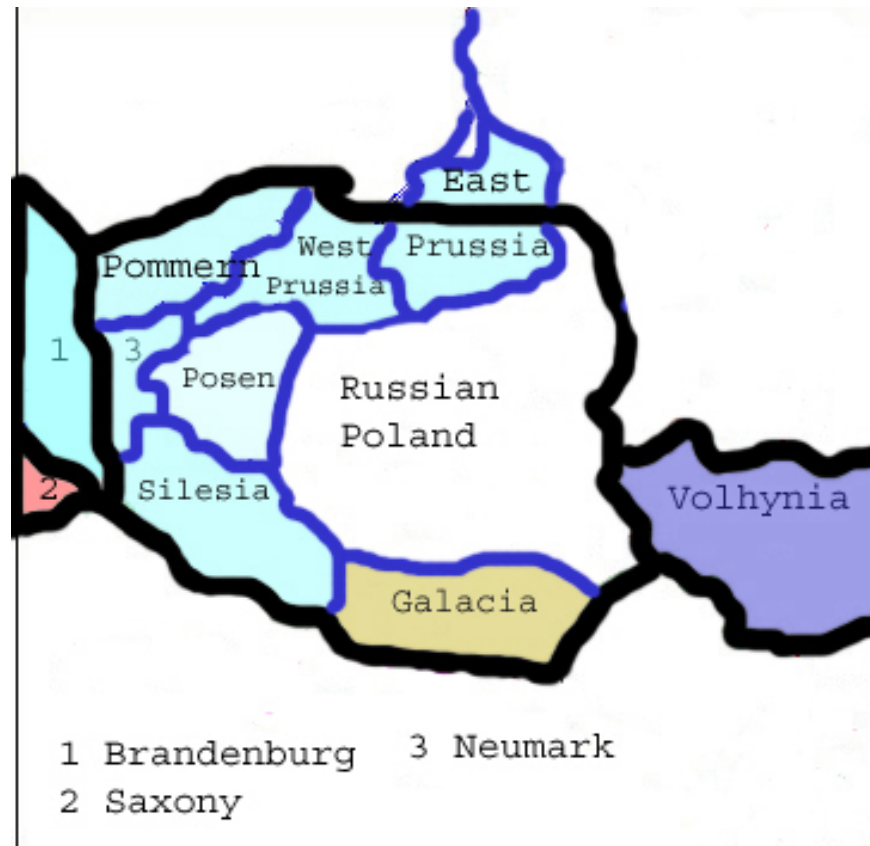 East
Pommern
West
Prussia
Prussia
1
3
Posen
Russian
Poland
2
Silesia
Volhynia
Galacia
1 Brandenburg
3 Neumark
2 Saxony